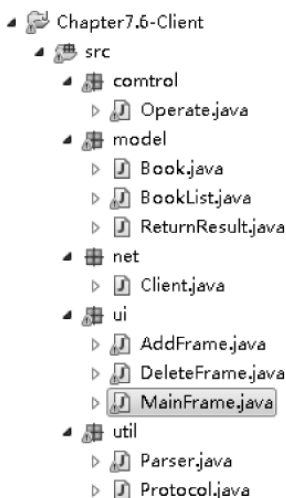 Chapter7.6-Client
src
comtrol
Operate.java
model
Book.java
BookList.java
ReturnResult.java
net
Client.java
ui
AddFrame.java
DeleteFrame.java
MainFrame.java
util
Parser.java
Protocol.java